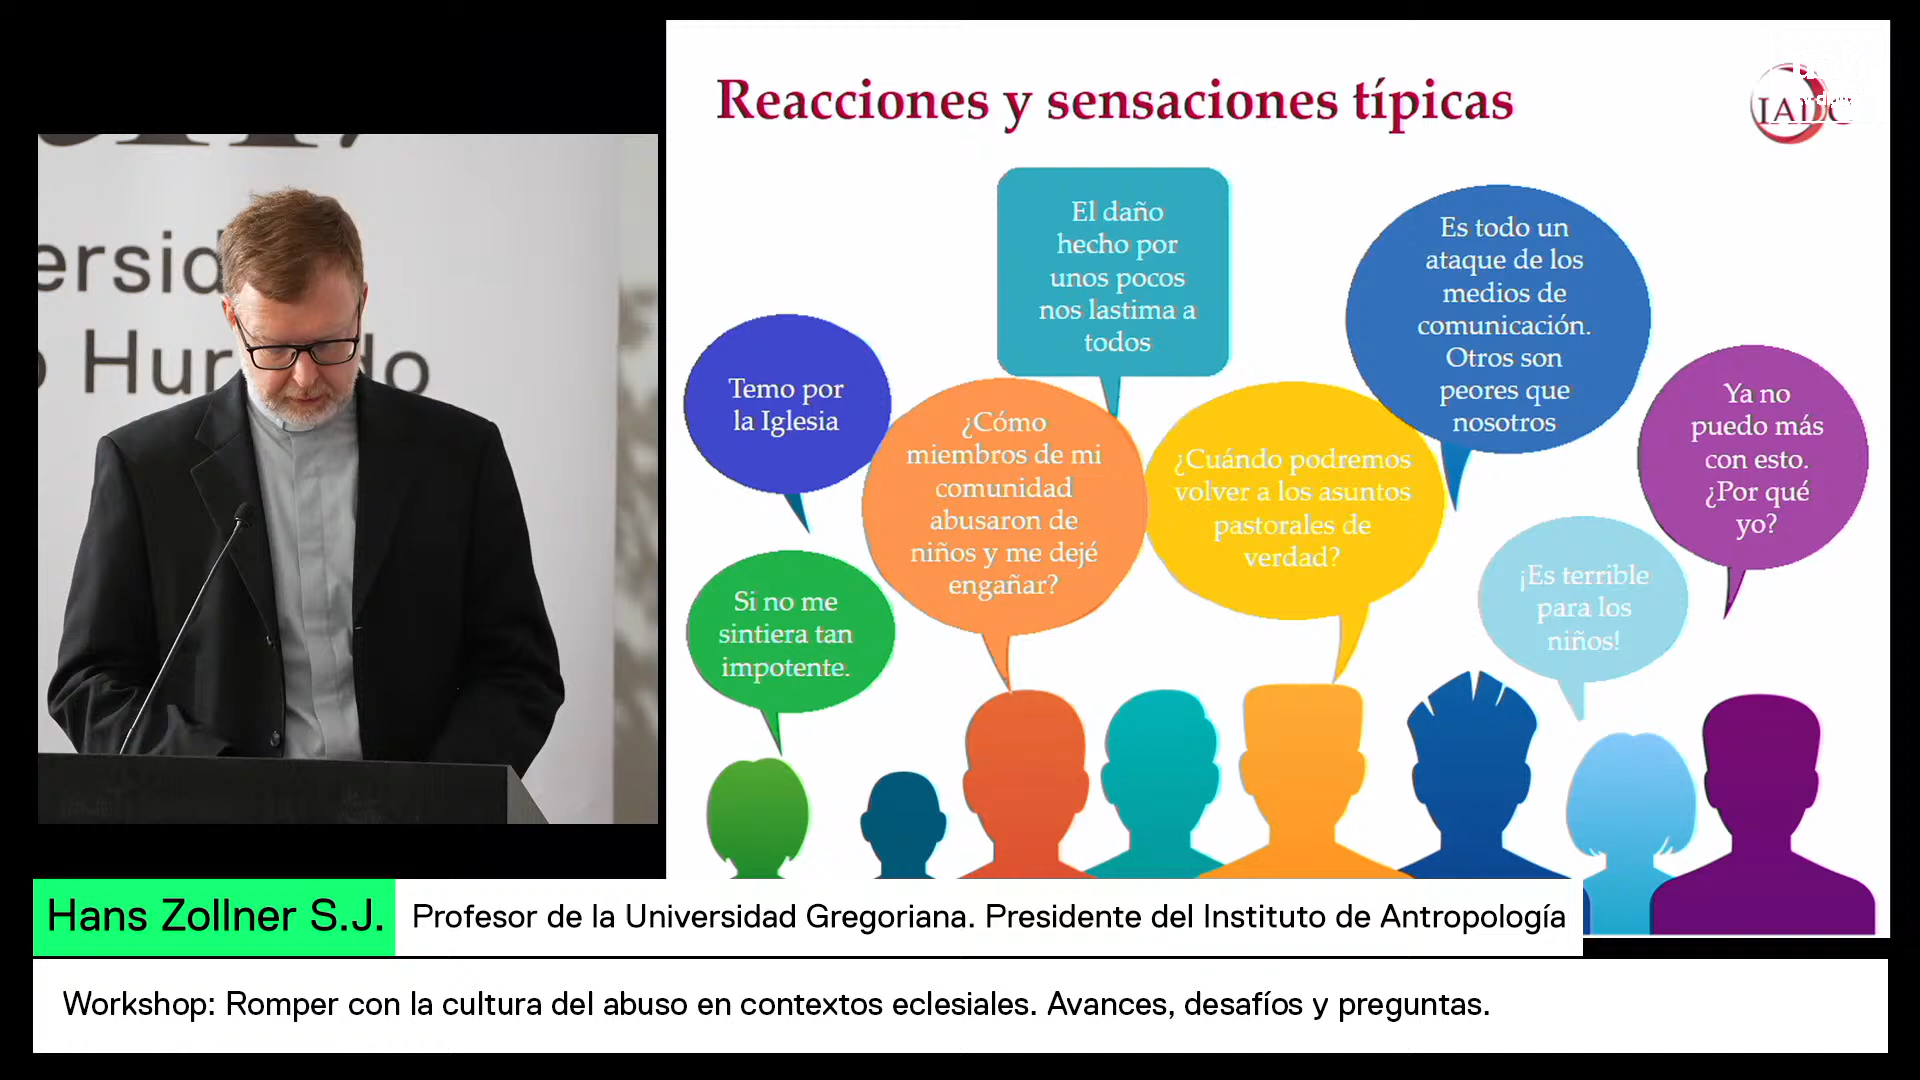 Reacciones y sensaciones típicas
El daño
hecho por
unos pocos
nos lastima a
todos
Es todo un
ataque de los
medios de
comunicación.
Otros son
peores que
nosotros
Temo por
la Iglesia
¿Cómo
miembros de mi
comunidad
abusaron de
niños y me dejé
engañar?
¿Cuándo podremos
volver a los asuntos
pastorales de
verdad?
Ya no
puedo más
con esto.
¿Por qué
yo?
Si no me
sintiera tan
impotente.
¡Es terrible
para los
niños!
Hans Zollner S.J.
Profesor de la Universidad Gregoriana. Presidente del Instituto de Antropología
Workshop: Romper con la cultura del abuso en contextos eclesiales. Avances, desafíos y preguntas.